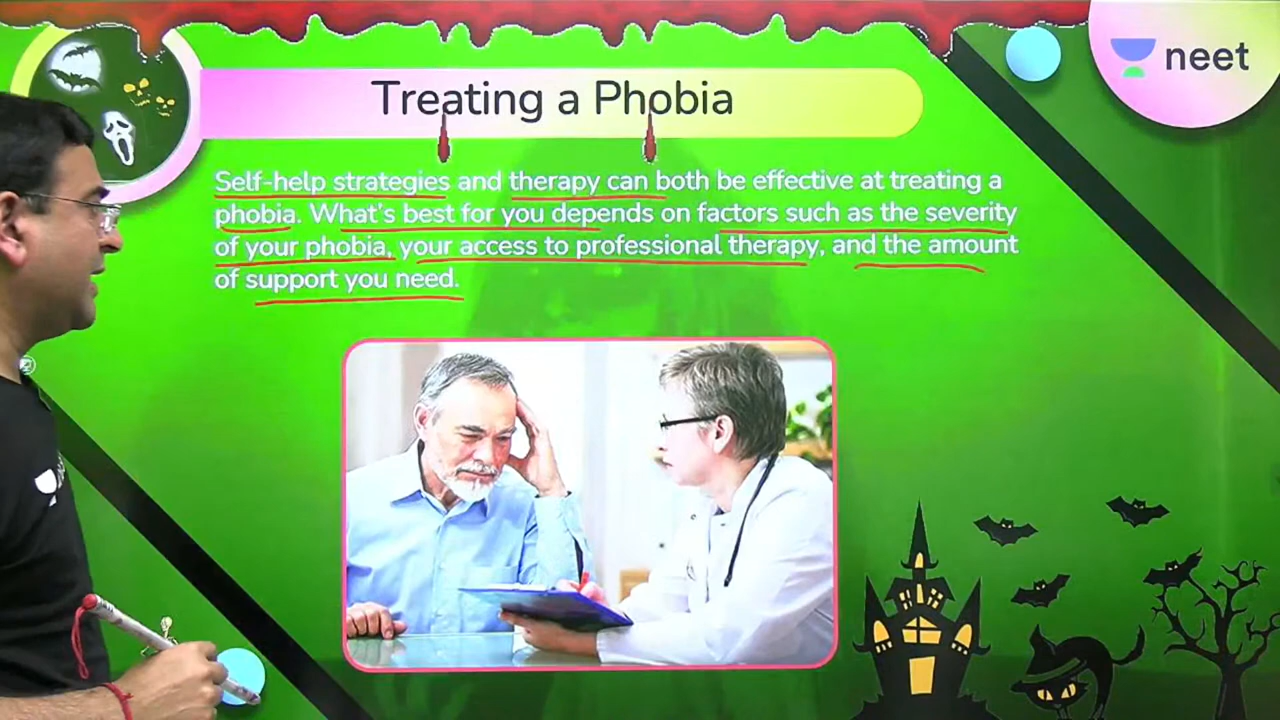 neet
Treating a Phobia
Self-help strategies and therapy can both be effective at treating a
phobia. What's best for you depends on factors such as the severity
of your phobia, your access to professional therapy, and the amount
of support you need.